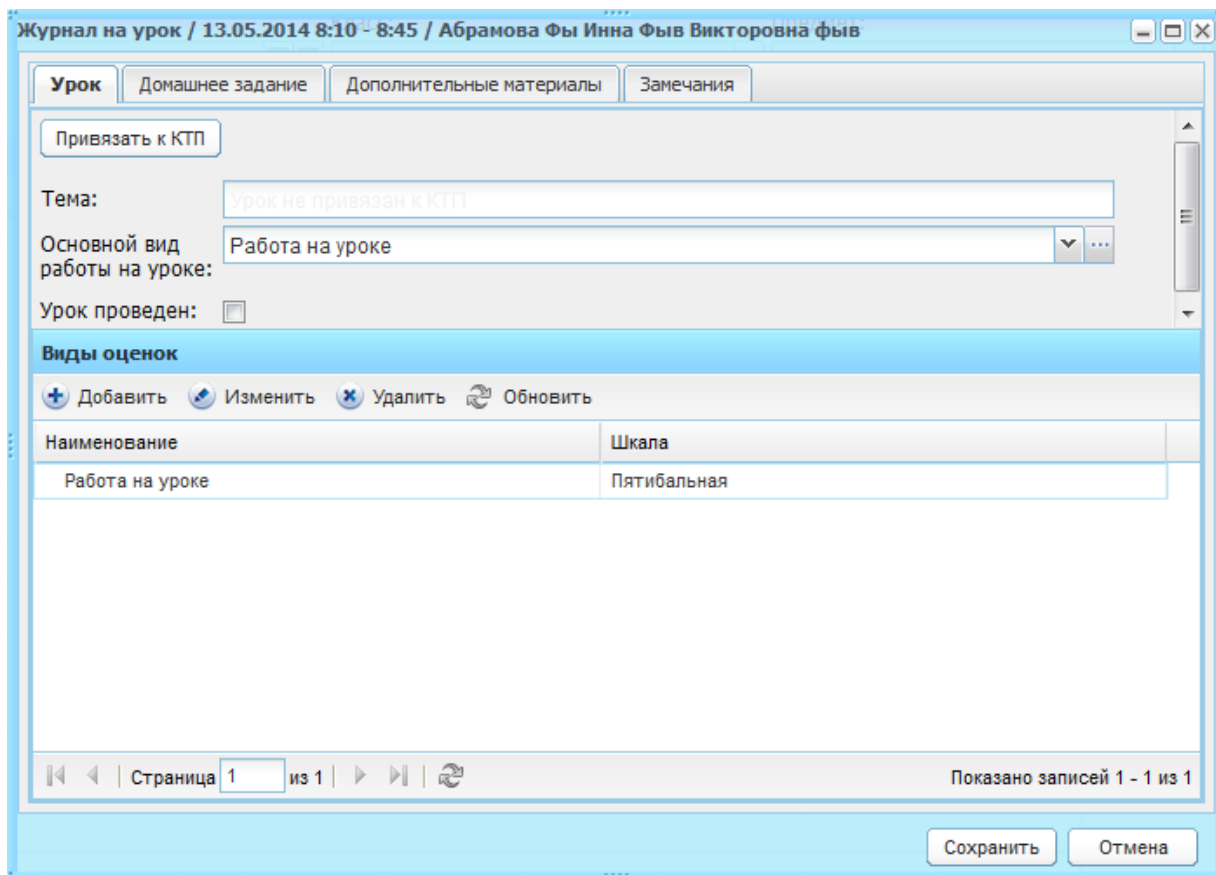 Журнал на урок / 13.05.2014 8:10 - 8:45 / Абрамова Фы Инна Фыв Викторовна фыв
Урок Домашнее задание Дополнительные материалы Замечания
Привязать к КТП
Тема: Урок не привязан к КТП
Основной вид работы на уроке: Работа на уроке
Урок проведен:
Виды оценок
Добавить Изменить Удалить Обновить
Наименование Шкала
Работа на уроке Пятибальная
Страница 1 из 1 Показано записей 1 - 1 из 1
Сохранить Отмена